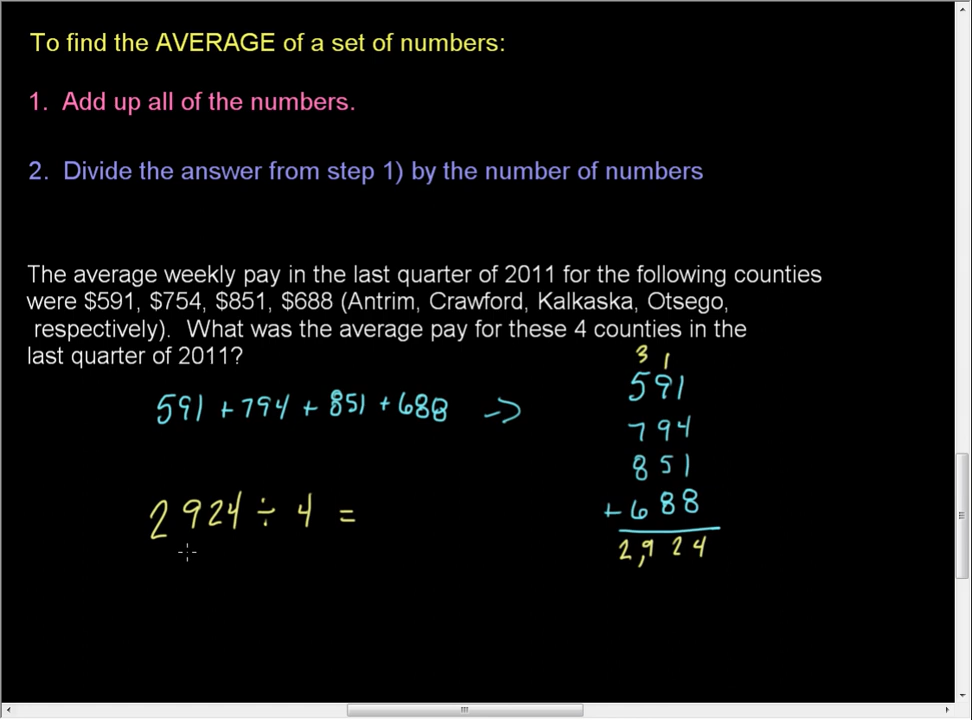 To find the AVERAGE of a set of numbers:
1. Add up all of the numbers.
2. Divide the answer from step 1) by the number of numbers
The average weekly pay in the last quarter of 2011 for the following counties
were $591, $754, $851, $688 (Antrim, Crawford, Kalkaska, Otsego,
respectively). What was the average pay for these 4 counties in the
last quarter of 2011?
591 + 794 + 851 + 688 ->
2924 ÷ 4 =
3 1
591
794
851
+ 688
2,924